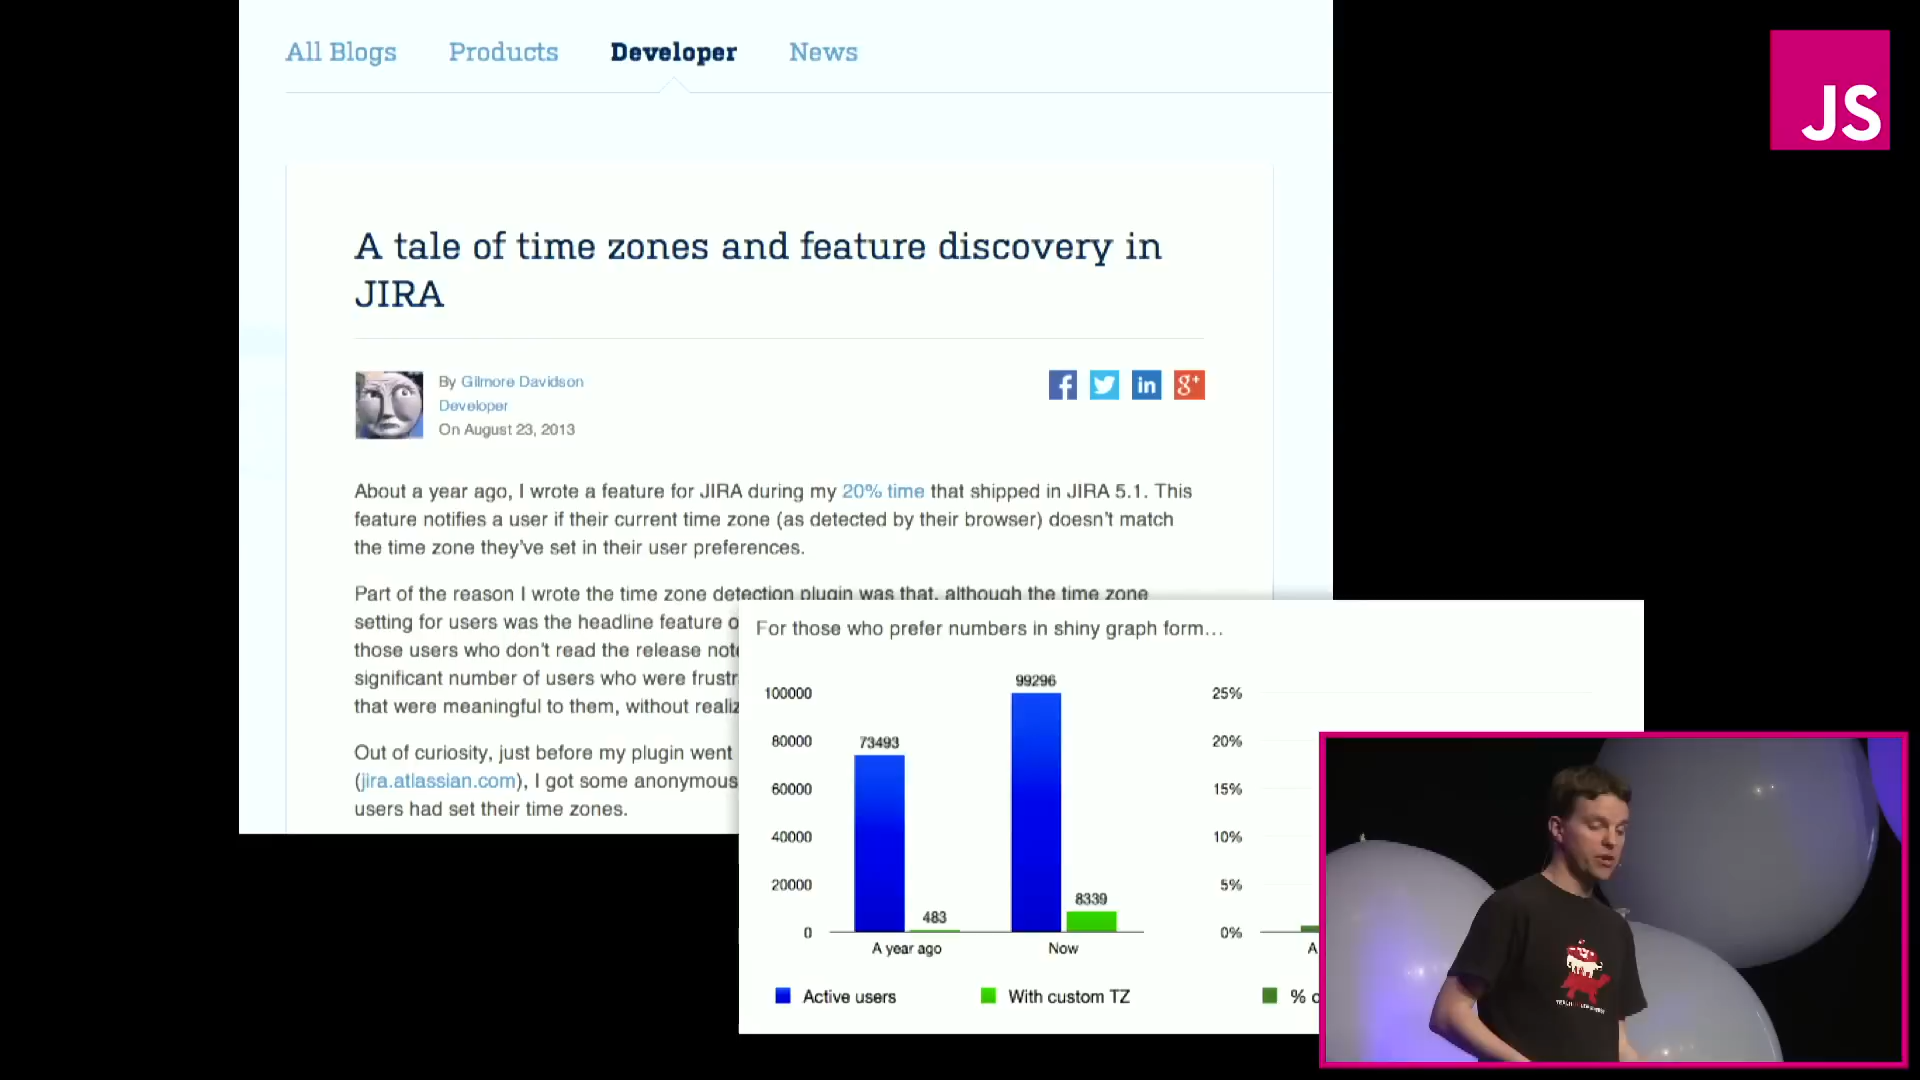 All Blogs Products Developer News
JS
A tale of time zones and feature discovery in
JIRA
By Gilmore Davidson
Developer
On August 23, 2013
About a year ago, I wrote a feature for JIRA during my 20% time that shipped in JIRA 5.1. This
feature notifies a user if their current time zone (as detected by their browser) doesn't match
the time zone they've set in their user preferences.
Part of the reason I wrote the time zone detection plugin was that, although the time zone
setting for users was the headline feature o
those users who don't read the release note
significant number of users who were frustr
that were meaningful to them, without realiz
Out of curiosity, just before my plugin went
(jira.atlassian.com), I got some anonymous
users had set their time zones.
For those who prefer numbers in shiny graph form...
100000
80000
60000
40000
20000
0
73493
483
99296
8339
A year ago
Now
Active users
With custom TZ
25%
20%
15%
10%
5%
0%
A
% o